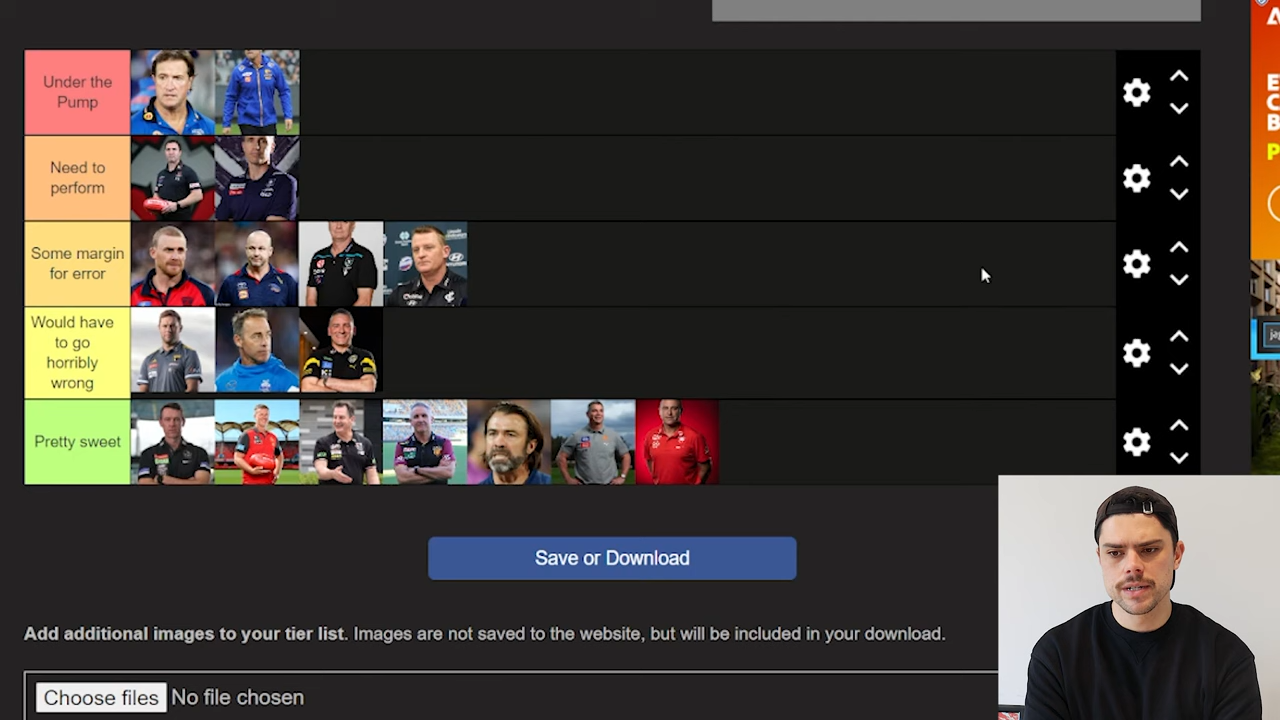 Under the
Pump
Need to
perform
Some margin
for error
Would have
to go
horribly
wrong
Pretty sweet
Save or Download
Add additional images to your tier list. Images are not saved to the website, but will be included in your download.
Choose files No file chosen